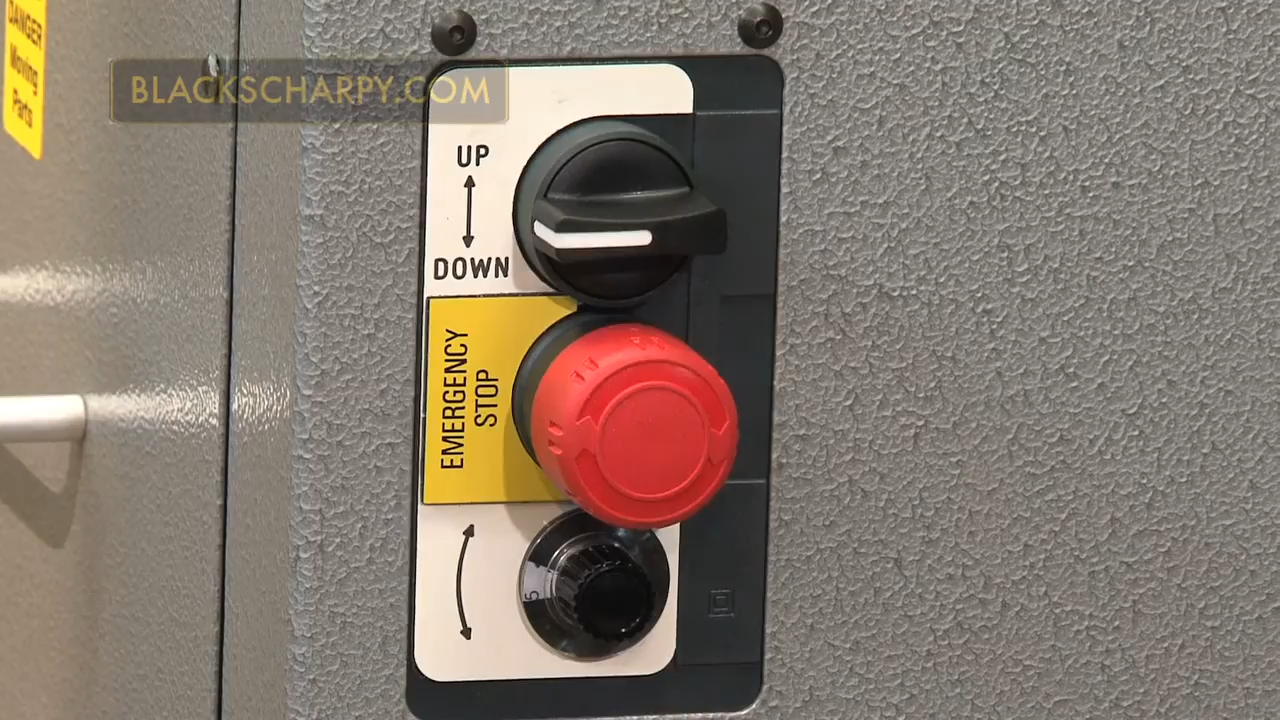 DANGER
Moving
Parts
BLACKSCHARPY.COM
UP
DOWN
EMERGENCY
STOP
5